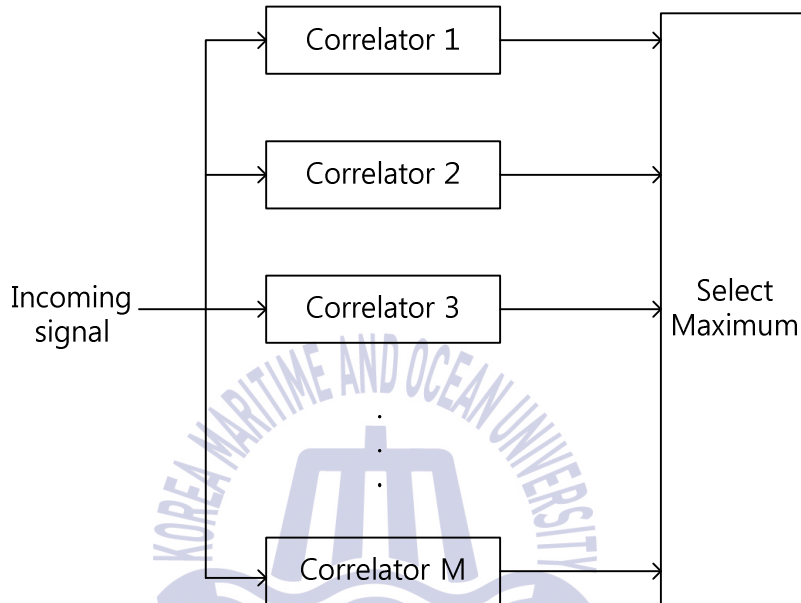 Correlator 1
Correlator 2
Incoming
signal
Correlator 3
Select
Maximum
.
.
.
Correlator M
KOREA MARITIME AND OCEAN UNIVERSITY